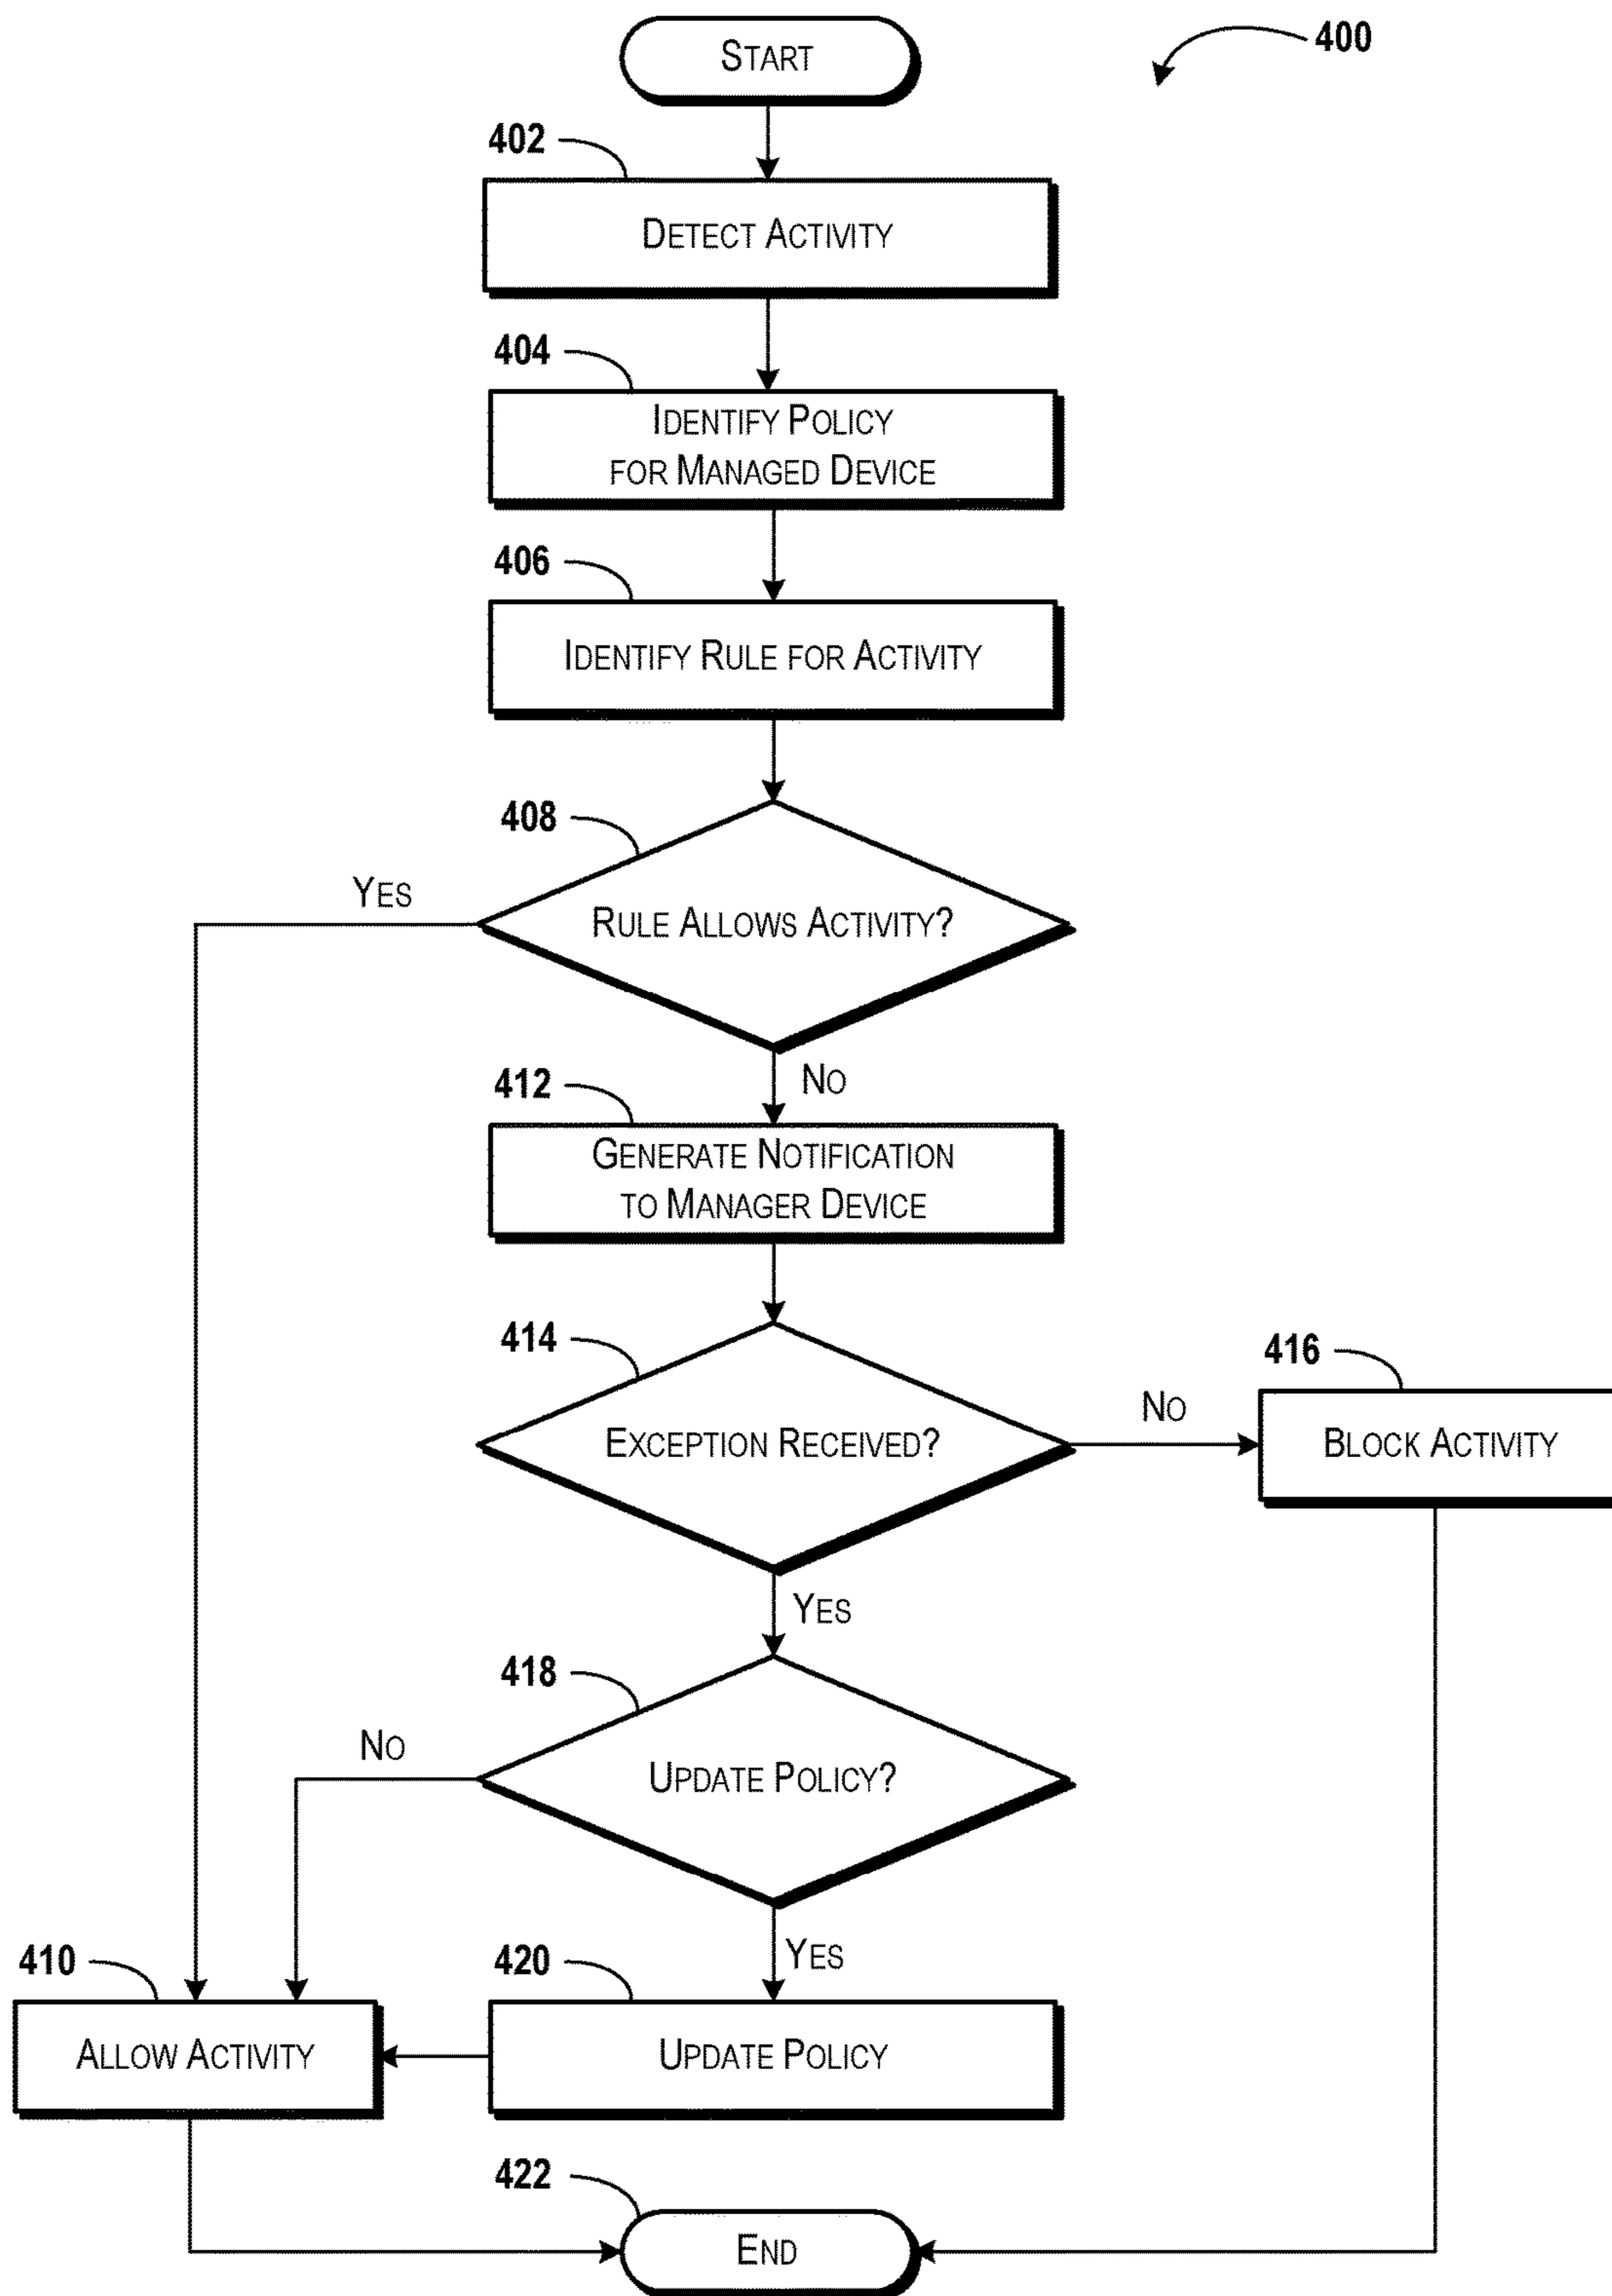 START
400
402
DETECT ACTIVITY
404
IDENTIFY POLICY
FOR MANAGED DEVICE
406
IDENTIFY RULE FOR ACTIVITY
408
YES
RULE ALLOWS ACTIVITY?
NO
412
GENERATE NOTIFICATION
TO MANAGER DEVICE
414
EXCEPTION RECEIVED?
NO
416
BLOCK ACTIVITY
YES
418
NO
UPDATE POLICY?
YES
410
ALLOW ACTIVITY
420
UPDATE POLICY
422
END